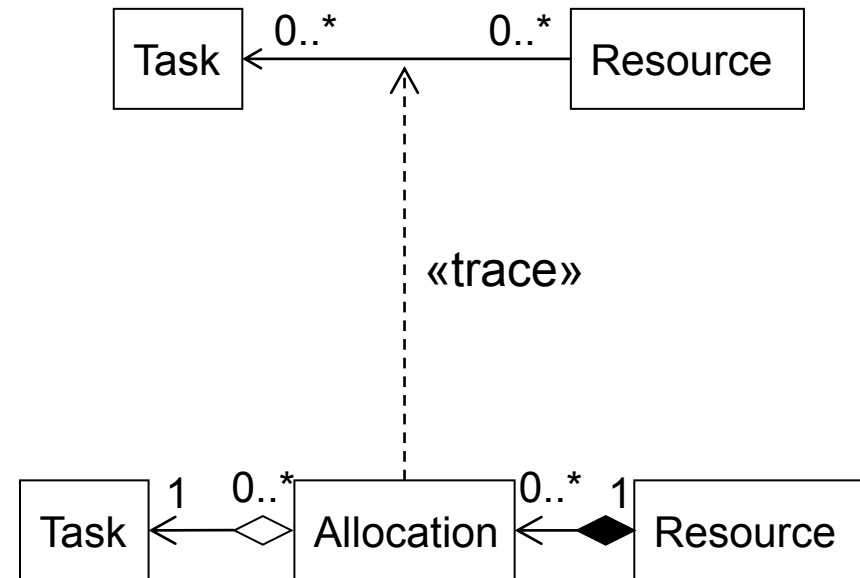 0..* 0..*
Task Resource
«trace»
1 0..* 0..* 1
Task Allocation Resource